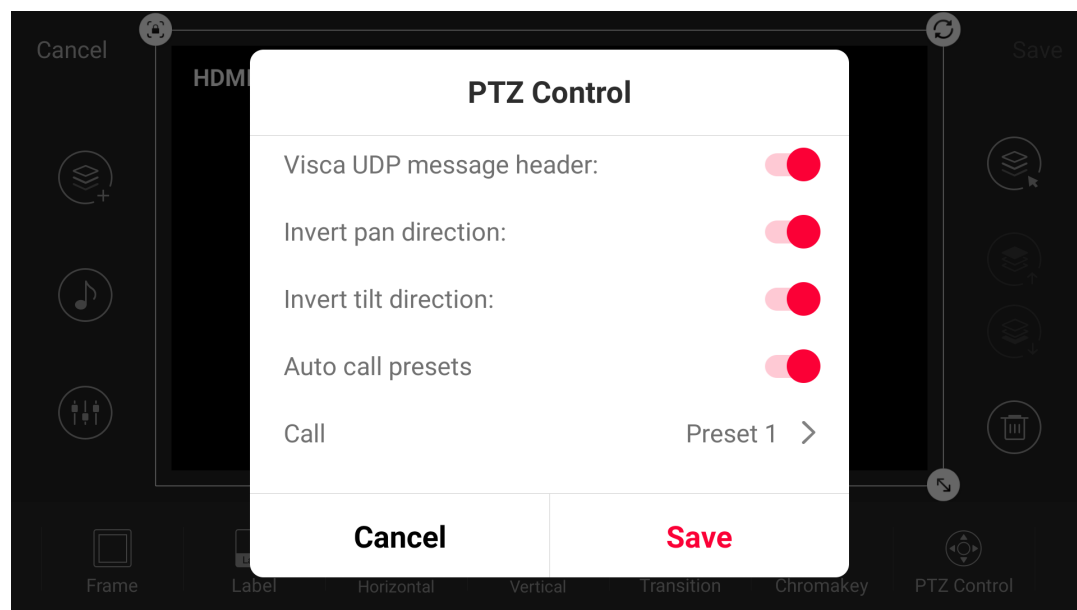 Cancel
Save
HDMI
PTZ Control
Visca UDP message header:
Invert pan direction:
Invert tilt direction:
Auto call presets
Call
Preset 1
Cancel
Save
Frame
Label
Horizontal
Vertical
Transition
Chromakey
PTZ Control